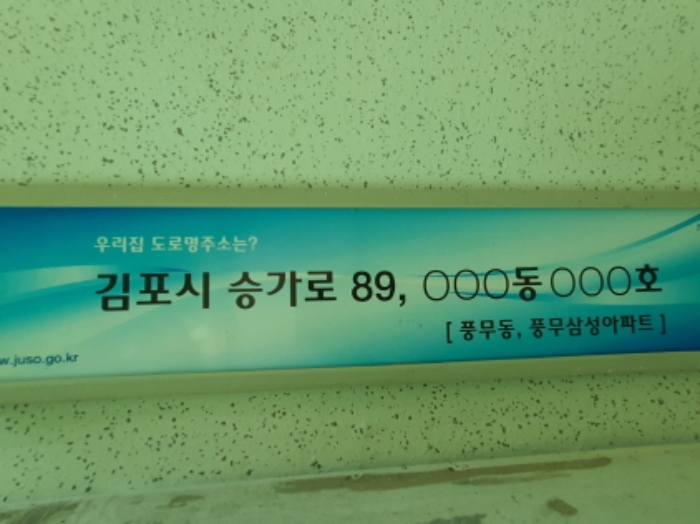 우리집 도로명주소는?
김포시 승가로 89, OOO동 OOO호
[ 풍무동, 풍무삼성아파트 ]
w.juso.go.kr